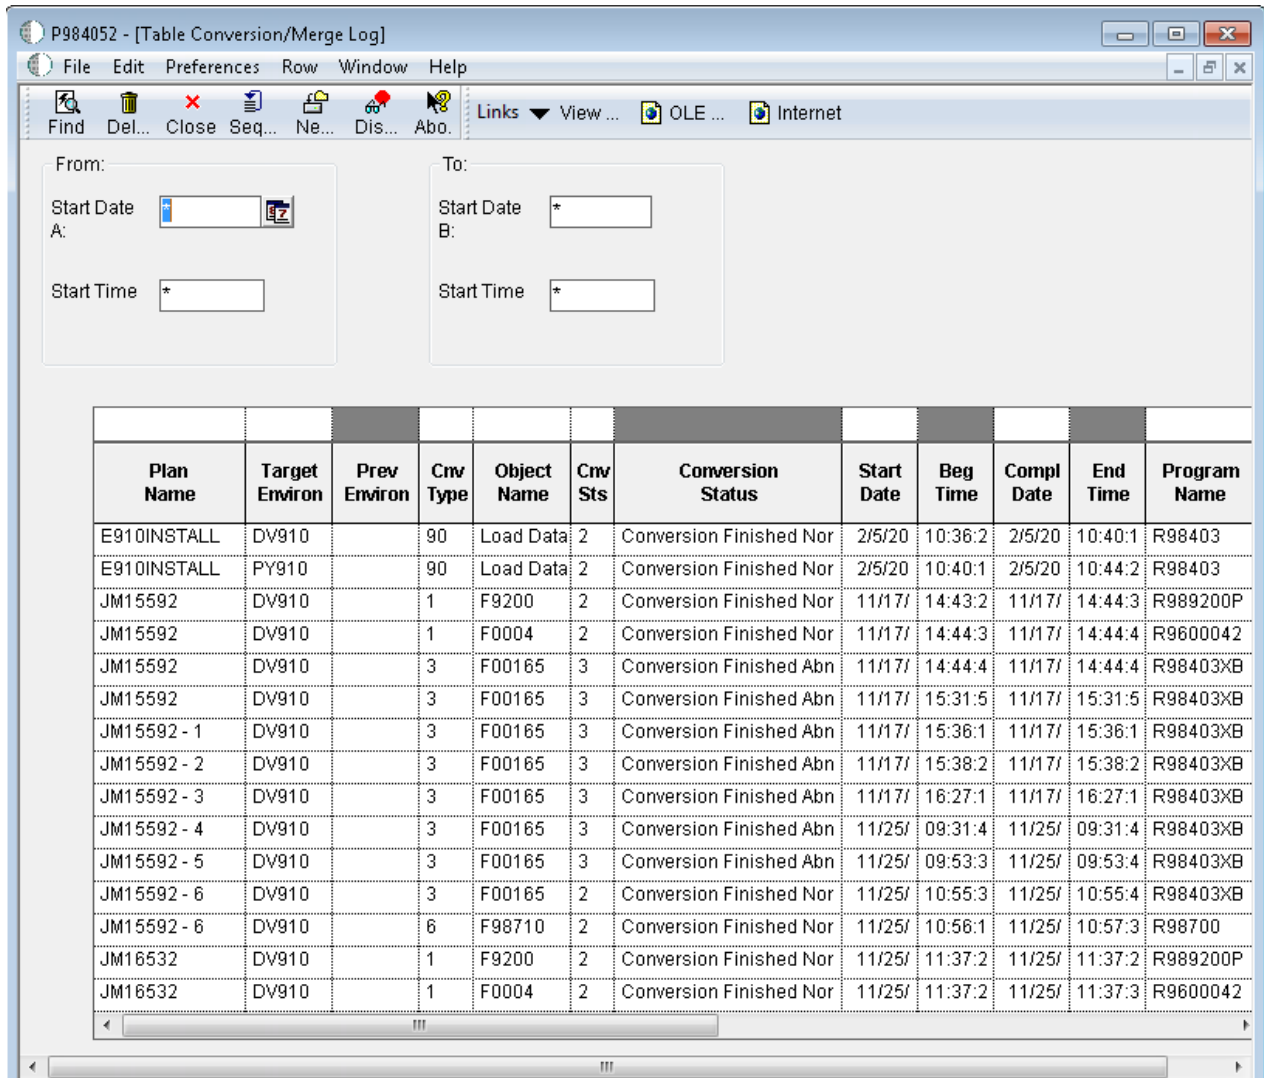 P984052 - [Table Conversion/Merge Log]
File Edit Preferences Row Window Help
Find Del... Close Seq... Ne... Dis... Abo. Links View ... OLE ... Internet
From: To:
Start Date A: * Start Date B: *
Start Time * Start Time *
Plan Name Target Environ Prev Environ Cnv Type Object Name Cnv Sts Conversion Status Start Date Beg Time Compl Date End Time Program Name
E910INSTALL DV910 90 Load Data 2 Conversion Finished Nor 2/5/20 10:36:2 2/5/20 10:40:1 R98403
E910INSTALL PY910 90 Load Data 2 Conversion Finished Nor 2/5/20 10:40:1 2/5/20 10:44:2 R98403
JM15592 DV910 1 F9200 2 Conversion Finished Nor 11/17/ 14:43:2 11/17/ 14:44:3 R989200P
JM15592 DV910 1 F0004 2 Conversion Finished Nor 11/17/ 14:44:3 11/17/ 14:44:4 R9600042
JM15592 DV910 3 F00165 3 Conversion Finished Abn 11/17/ 14:44:4 11/17/ 14:44:4 R98403XB
JM15592 DV910 3 F00165 3 Conversion Finished Abn 11/17/ 15:31:5 11/17/ 15:31:5 R98403XB
JM15592 - 1 DV910 3 F00165 3 Conversion Finished Abn 11/17/ 15:36:1 11/17/ 15:36:1 R98403XB
JM15592 - 2 DV910 3 F00165 3 Conversion Finished Abn 11/17/ 15:38:2 11/17/ 15:38:2 R98403XB
JM15592 - 3 DV910 3 F00165 3 Conversion Finished Abn 11/17/ 16:27:1 11/17/ 16:27:1 R98403XB
JM15592 - 4 DV910 3 F00165 3 Conversion Finished Abn 11/25/ 09:31:4 11/25/ 09:31:4 R98403XB
JM15592 - 5 DV910 3 F00165 3 Conversion Finished Abn 11/25/ 09:53:3 11/25/ 09:53:4 R98403XB
JM15592 - 6 DV910 3 F00165 2 Conversion Finished Nor 11/25/ 10:55:3 11/25/ 10:55:4 R98403XB
JM15592 - 6 DV910 6 F98710 2 Conversion Finished Nor 11/25/ 10:56:1 11/25/ 10:57:3 R98700
JM16532 DV910 1 F9200 2 Conversion Finished Nor 11/25/ 11:37:2 11/25/ 11:37:2 R989200P
JM16532 DV910 1 F0004 2 Conversion Finished Nor 11/25/ 11:37:2 11/25/ 11:37:3 R9600042